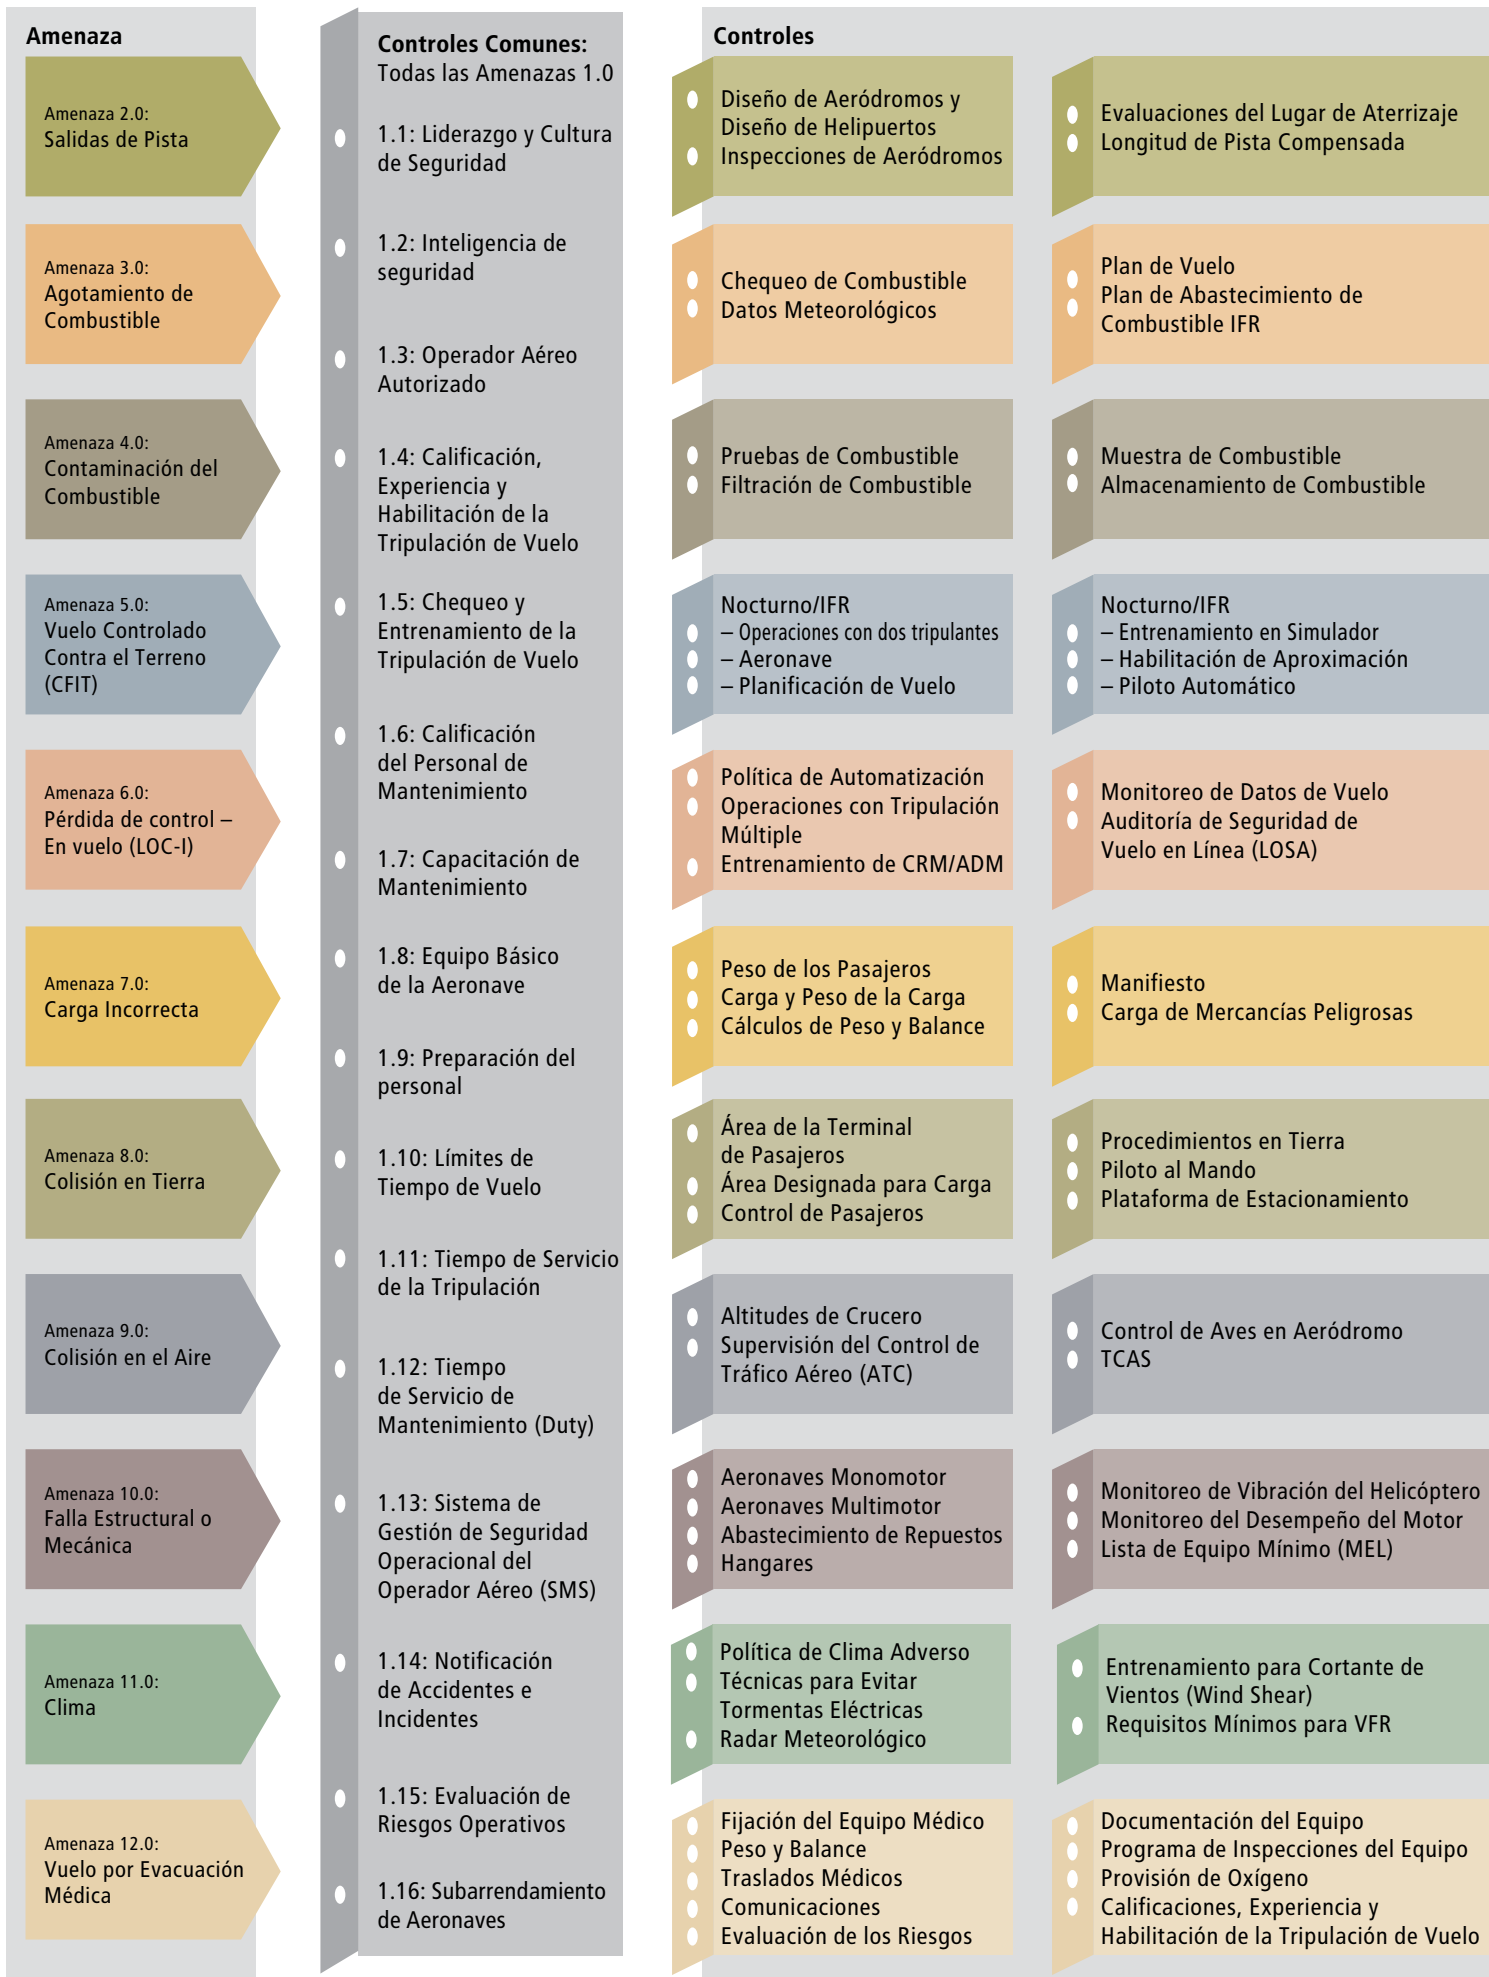 Amenaza
Amenaza 2.0:
Salidas de Pista
Amenaza 3.0:
Agotamiento de
Combustible
Amenaza 4.0:
Contaminación del
Combustible
Amenaza 5.0:
Vuelo Controlado
Contra el Terreno
(CFIT)
Amenaza 6.0:
Pérdida de control –
En vuelo (LOC-I)
Amenaza 7.0:
Carga Incorrecta
Amenaza 8.0:
Colisión en Tierra
Amenaza 9.0:
Colisión en el Aire
Amenaza 10.0:
Falla Estructural o
Mecánica
Amenaza 11.0:
Clima
Amenaza 12.0:
Vuelo por Evacuación
Médica
Controles Comunes:
Todas las Amenazas 1.0
1.1: Liderazgo y Cultura
de Seguridad
1.2: Inteligencia de
seguridad
1.3: Operador Aéreo
Autorizado
1.4: Calificación,
Experiencia y
Habilitación de la
Tripulación de Vuelo
1.5: Chequeo y
Entrenamiento de la
Tripulación de Vuelo
1.6: Calificación
del Personal de
Mantenimiento
1.7: Capacitación de
Mantenimiento
1.8: Equipo Básico
de la Aeronave
1.9: Preparación del
personal
1.10: Límites de
Tiempo de Vuelo
1.11: Tiempo de Servicio
de la Tripulación
1.12: Tiempo
de Servicio de
Mantenimiento (Duty)
1.13: Sistema de
Gestión de Seguridad
Operacional del
Operador Aéreo (SMS)
1.14: Notificación
de Accidentes e
Incidentes
1.15: Evaluación de
Riesgos Operativos
1.16: Subarrendamiento
de Aeronaves
Controles
Diseño de Aeródromos y
Diseño de Helipuertos
Inspecciones de Aeródromos
Evaluaciones del Lugar de Aterrizaje
Longitud de Pista Compensada
Chequeo de Combustible
Datos Meteorológicos
Plan de Vuelo
Plan de Abastecimiento de
Combustible IFR
Pruebas de Combustible
Filtración de Combustible
Muestra de Combustible
Almacenamiento de Combustible
Nocturno/IFR
– Operaciones con dos tripulantes
– Aeronave
– Planificación de Vuelo
Nocturno/IFR
– Entrenamiento en Simulador
– Habilitación de Aproximación
– Piloto Automático
Política de Automatización
Operaciones con Tripulación
Múltiple
Entrenamiento de CRM/ADM
Monitoreo de Datos de Vuelo
Auditoría de Seguridad de
Vuelo en Línea (LOSA)
Peso de los Pasajeros
Carga y Peso de la Carga
Cálculos de Peso y Balance
Manifiesto
Carga de Mercancías Peligrosas
Área de la Terminal
de Pasajeros
Área Designada para Carga
Control de Pasajeros
Procedimientos en Tierra
Piloto al Mando
Plataforma de Estacionamiento
Altitudes de Crucero
Supervisión del Control de
Tráfico Aéreo (ATC)
Control de Aves en Aeródromo
TCAS
Aeronaves Monomotor
Aeronaves Multimotor
Abastecimiento de Repuestos
Hangares
Monitoreo de Vibración del Helicóptero
Monitoreo del Desempeño del Motor
Lista de Equipo Mínimo (MEL)
Política de Clima Adverso
Técnicas para Evitar
Tormentas Eléctricas
Radar Meteorológico
Entrenamiento para Cortante de
Vientos (Wind Shear)
Requisitos Mínimos para VFR
Fijación del Equipo Médico
Peso y Balance
Traslados Médicos
Comunicaciones
Evaluación de los Riesgos
Documentación del Equipo
Programa de Inspecciones del Equipo
Provisión de Oxígeno
Calificaciones, Experiencia y
Habilitación de la Tripulación de Vuelo